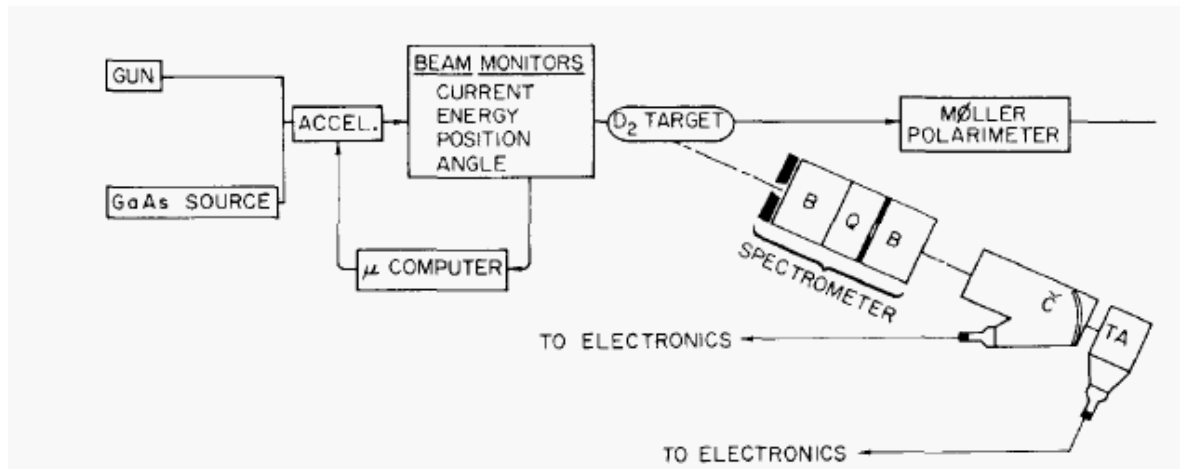 GUN
GaAs SOURCE
ACCEL.
BEAM MONITORS
CURRENT
ENERGY
POSITION
ANGLE
μ COMPUTER
D₂ TARGET
MØLLER
POLARIMETER
B
Q
B
SPECTROMETER
Č
TA
TO ELECTRONICS
TO ELECTRONICS